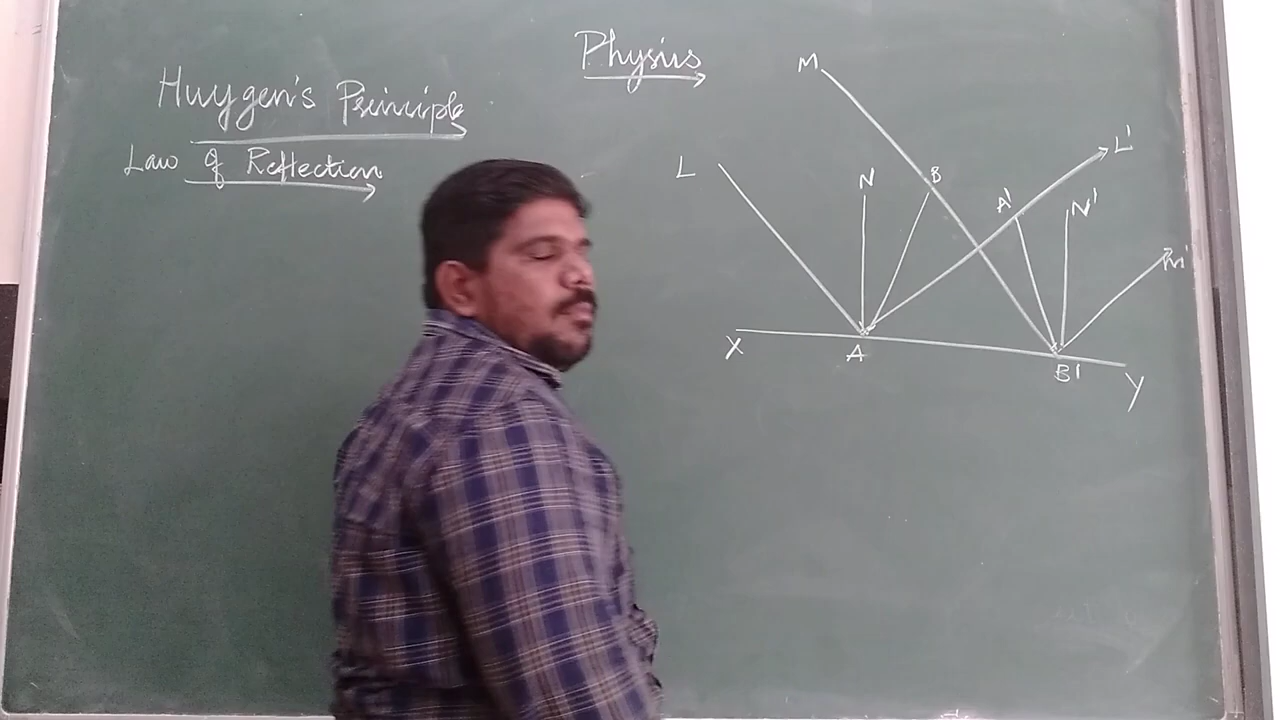 Physics
Huygen's Principle
Law of Reflection
M
L'
L
N
B
A'
N'
M'
X
A
B'
Y